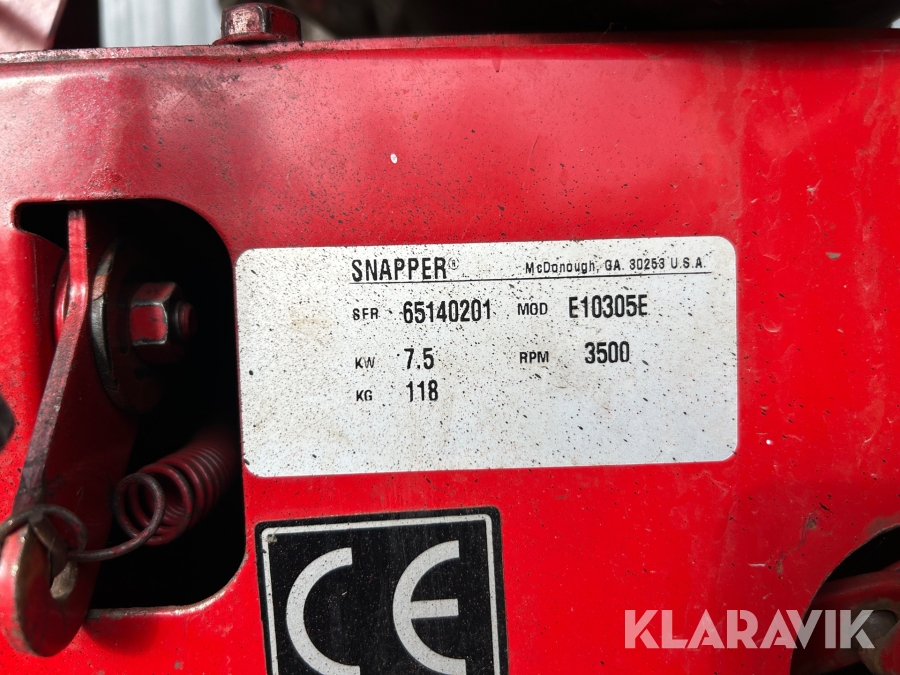 SNAPPER® McDonough, GA. 30253 U.S.A.
SER 65140201 MOD E10305E
KW 7.5 RPM 3500
KG 118
CE
KLARAVIK